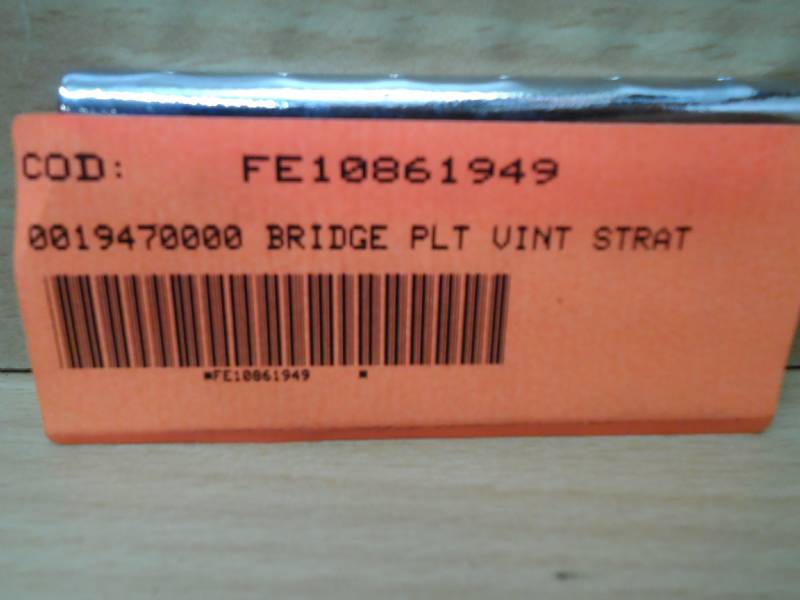 COD: FE10861949
0019470000 BRIDGE PLT VINT STRAT
*FE10861949 *